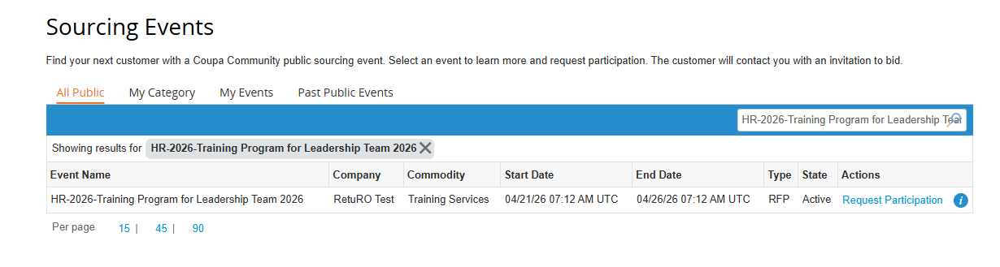 Sourcing Events
Find your next customer with a Coupa Community public sourcing event. Select an event to learn more and request participation. The customer will contact you with an invitation to bid.
All Public My Category My Events Past Public Events
HR-2026-Training Program for Leadership Tear
Showing results for HR-2026-Training Program for Leadership Team 2026
Event Name Company Commodity Start Date End Date Type State Actions
HR-2026-Training Program for Leadership Team 2026 RetuRO Test Training Services 04/21/26 07:12 AM UTC 04/26/26 07:12 AM UTC RFP Active Request Participation i
Per page 15 | 45 | 90